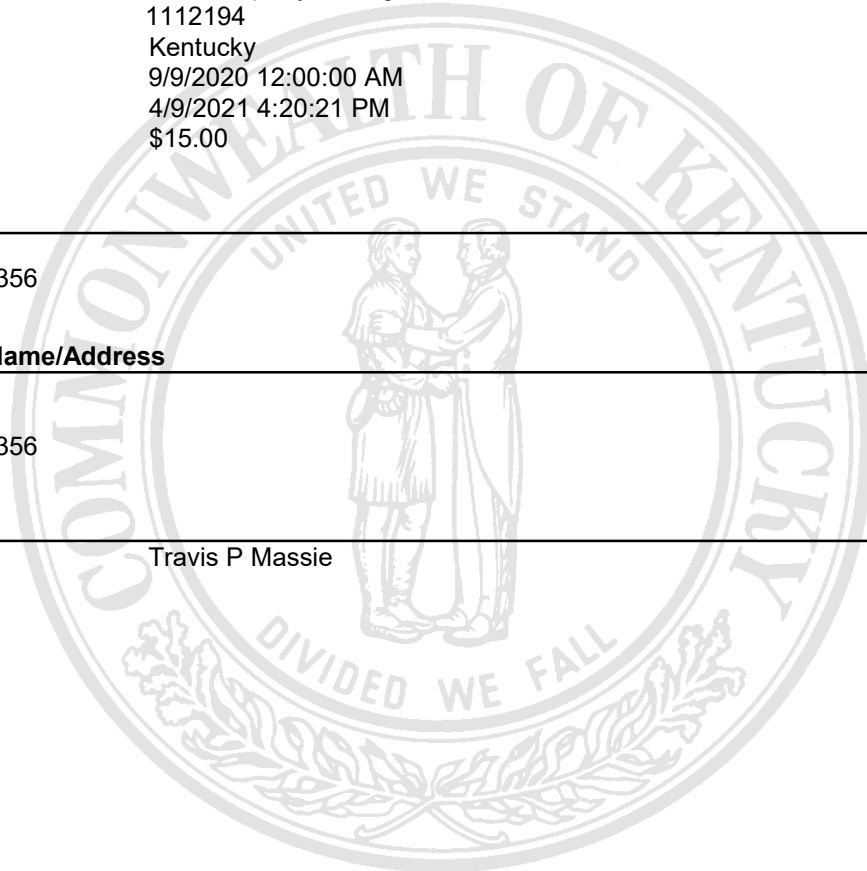 1112194
Kentucky
9/9/2020 12:00:00 AM
4/9/2021 4:20:21 PM
$15.00
356
Name/Address
356
Travis P Massie
COMMONWEALTH OF KENTUCKY
UNITED WE STAND
DIVIDED WE FALL